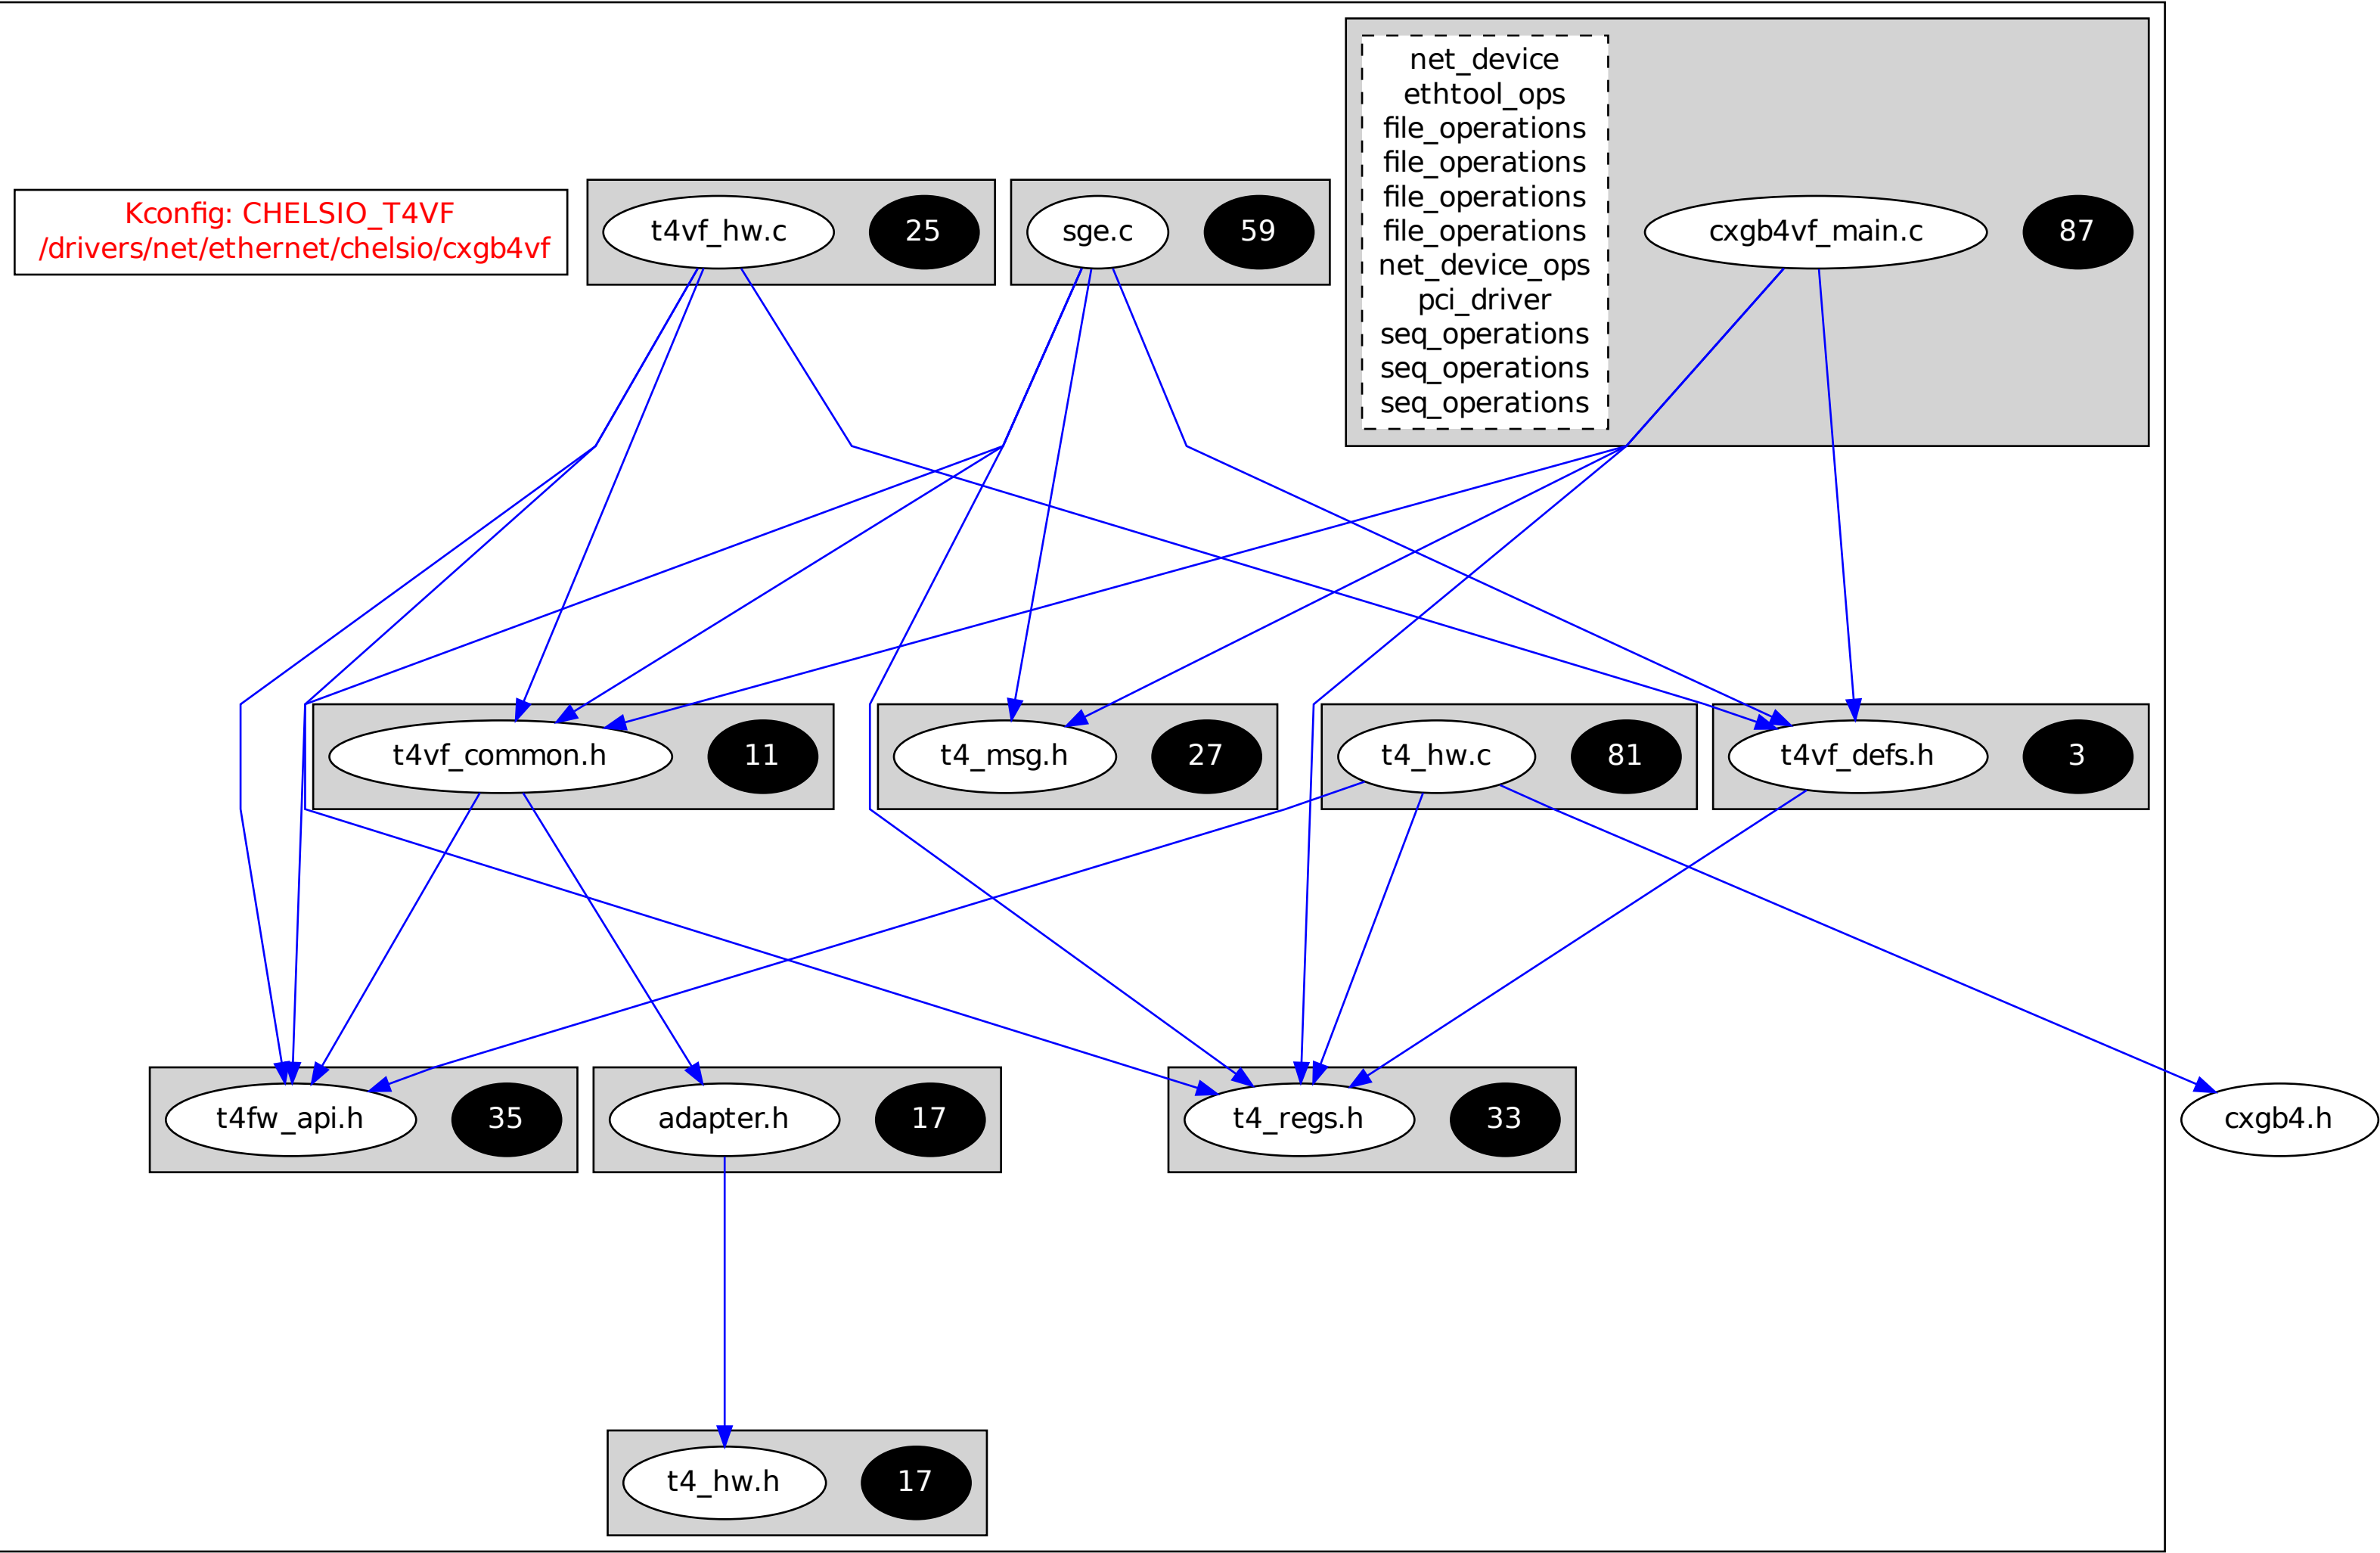 net_device
ethtool_ops
file_operations
file_operations
file_operations
file_operations
net_device_ops
pci_driver
seq_operations
seq_operations
seq_operations
cxgb4vf_main.c
87
Kconfig: CHELSIO_T4VF
/drivers/net/ethernet/chelsio/cxgb4vf
t4vf_hw.c
25
sge.c
59
t4vf_common.h
11
t4_msg.h
27
t4_hw.c
81
t4vf_defs.h
3
t4fw_api.h
35
adapter.h
17
t4_regs.h
33
cxgb4.h
t4_hw.h
17